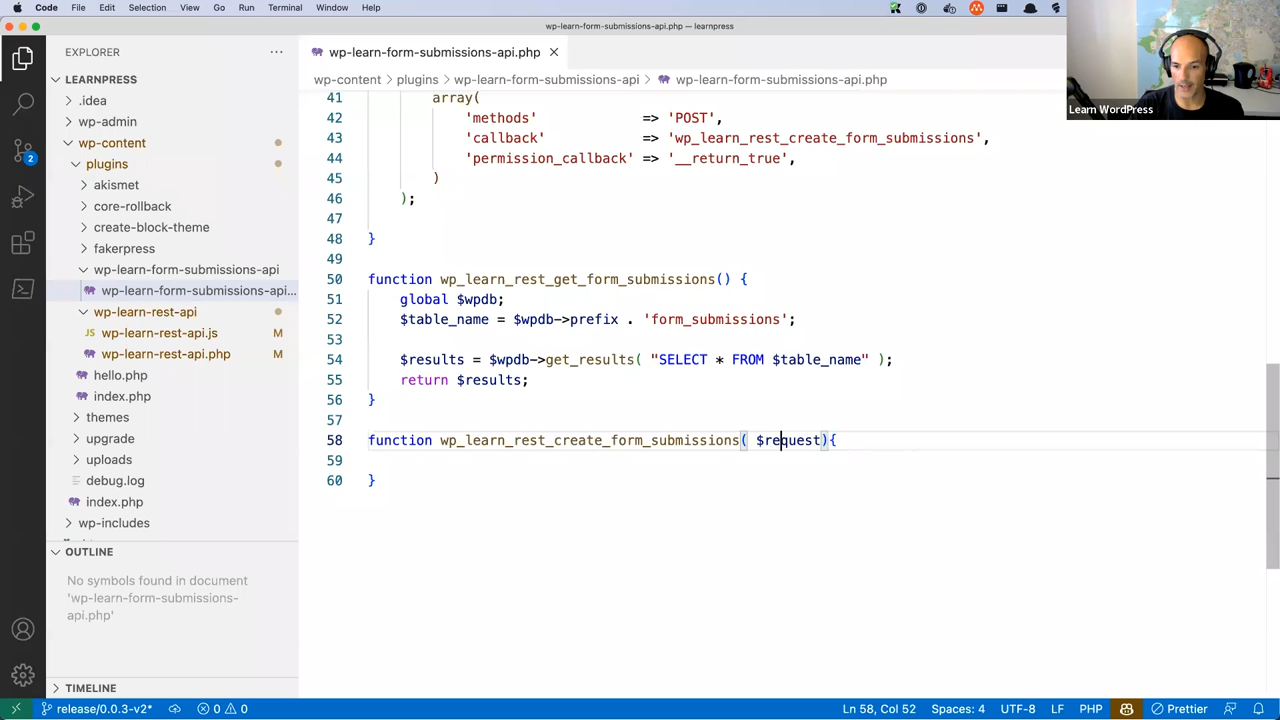 Code File Edit Selection View Go Run Terminal Window Help
wp-learn-form-submissions-api.php — learnpress
EXPLORER
LEARNPRESS
.idea
wp-admin
wp-content
plugins
akismet
core-rollback
create-block-theme
fakerpress
wp-learn-form-submissions-api
wp-learn-form-submissions-api...
wp-learn-rest-api
JS wp-learn-rest-api.js M
wp-learn-rest-api.php M
hello.php
index.php
themes
upgrade
uploads
debug.log
index.php
wp-includes
OUTLINE
No symbols found in document
'wp-learn-form-submissions-
api.php'
TIMELINE
2
wp-learn-form-submissions-api.php
wp-content > plugins > wp-learn-form-submissions-api > wp-learn-form-submissions-api.php
41 array(
42 'methods' => 'POST',
43 'callback' => 'wp_learn_rest_create_form_submissions',
44 'permission_callback' => '__return_true',
45 )
46 );
47
48 }
49
50 function wp_learn_rest_get_form_submissions() {
51 global $wpdb;
52 $table_name = $wpdb->prefix . 'form_submissions';
53
54 $results = $wpdb->get_results( "SELECT * FROM $table_name" );
55 return $results;
56 }
57
58 function wp_learn_rest_create_form_submissions( $request){
59
60 }
Learn WordPress
release/0.0.3-v2* 0 0 Ln 58, Col 52 Spaces: 4 UTF-8 LF PHP Prettier